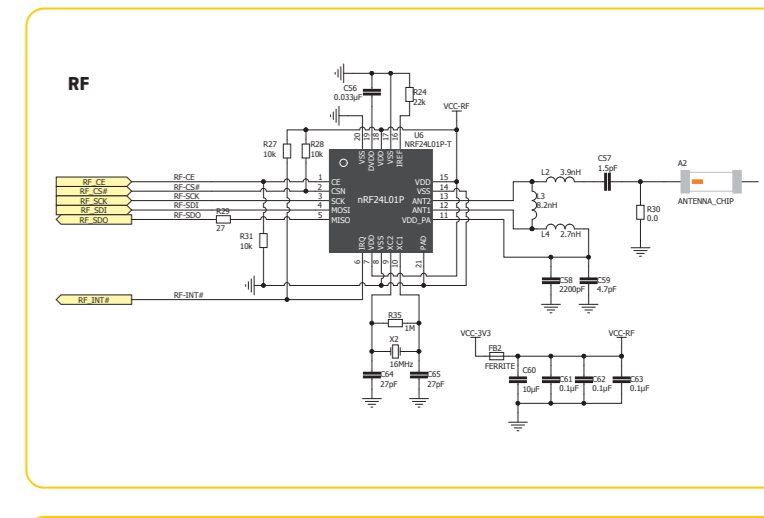 RF
C56
0.033µF
R24
22k
VCC-RF
U6
NRF24L01P-T
R27
10k
R28
10k
20 19 18 17 16
VSS DVDD VDD VSS IREF
RF_CE RF-CE 1 CE
RF_CS# RF-CS# 2 CSN
RF_SCK RF-SCK 3 SCK
RF_SDI RF-SDI 4 MOSI
RF_SDO RF-SDO R29 27 5 MISO
nRF24L01P
VDD 15
VSS 14
ANT2 13
ANT1 12
VDD_PA 11
IRQ VDD VSS XC2 XC1 PAD
6 7 8 9 10 21
R31
10k
RF_INT# RF-INT#
L2 3.9nH
C57
1.5pF
L3
8.2nH
L4 2.7nH
A2
ANTENNA_CHIP
R30
0.0
C58
2200pF
C59
4.7pF
R35
1M
X2
16MHz
C64
27pF
C65
27pF
VCC-3V3
FB2
FERRITE
VCC-RF
C60
10µF
C61
0.1µF
C62
0.1µF
C63
0.1µF